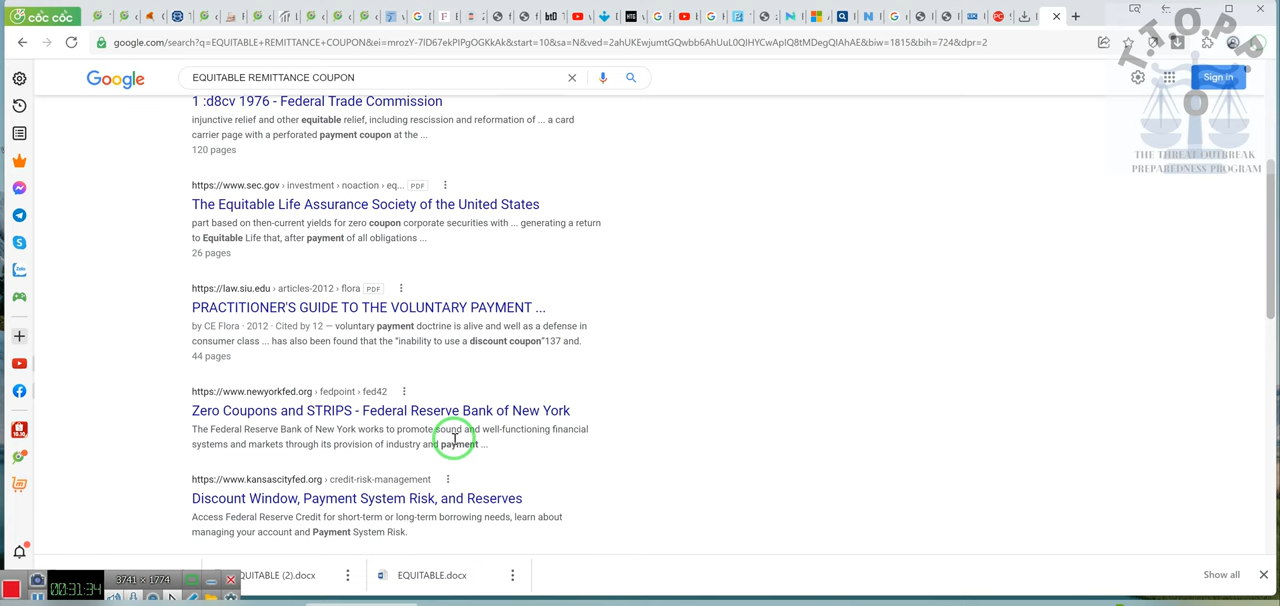 cốc cốc
google.com/search?q=EQUITABLE+REMITTANCE+COUPON&ei=mrozY-7ID67ekPIPgOGKkAk&start=10&sa=N&ved=2ahUKEwjumtGQwbb6AhUuL0QIHYCwApIQ8tMDegQIAhAE&biw=1815&bih=724&dpr=2
Google
EQUITABLE REMITTANCE COUPON
Sign in
T.T.O.P.P.
O
THE THREAT OUTBREAK
PREPAREDNESS PROGRAM
1 :d8cv 1976 - Federal Trade Commission
injunctive relief and other equitable relief, including rescission and reformation of ... a card
carrier page with a perforated payment coupon at the ...
120 pages
https://www.sec.gov › investment › noaction › eq... PDF
The Equitable Life Assurance Society of the United States
part based on then-current yields for zero coupon corporate securities with ... generating a return
to Equitable Life that, after payment of all obligations ...
26 pages
https://law.siu.edu › articles-2012 › flora PDF
PRACTITIONER'S GUIDE TO THE VOLUNTARY PAYMENT ...
by CE Flora · 2012 · Cited by 12 — voluntary payment doctrine is alive and well as a defense in
consumer class ... has also been found that the "inability to use a discount coupon"137 and.
44 pages
https://www.newyorkfed.org › fedpoint › fed42
Zero Coupons and STRIPS - Federal Reserve Bank of New York
The Federal Reserve Bank of New York works to promote sound and well-functioning financial
systems and markets through its provision of industry and payment ...
https://www.kansascityfed.org › credit-risk-management
Discount Window, Payment System Risk, and Reserves
Access Federal Reserve Credit for short-term or long-term borrowing needs, learn about
managing your account and Payment System Risk.
QUITABLE (2).docx
EQUITABLE.docx
Show all
3741 × 1774
00:31:34